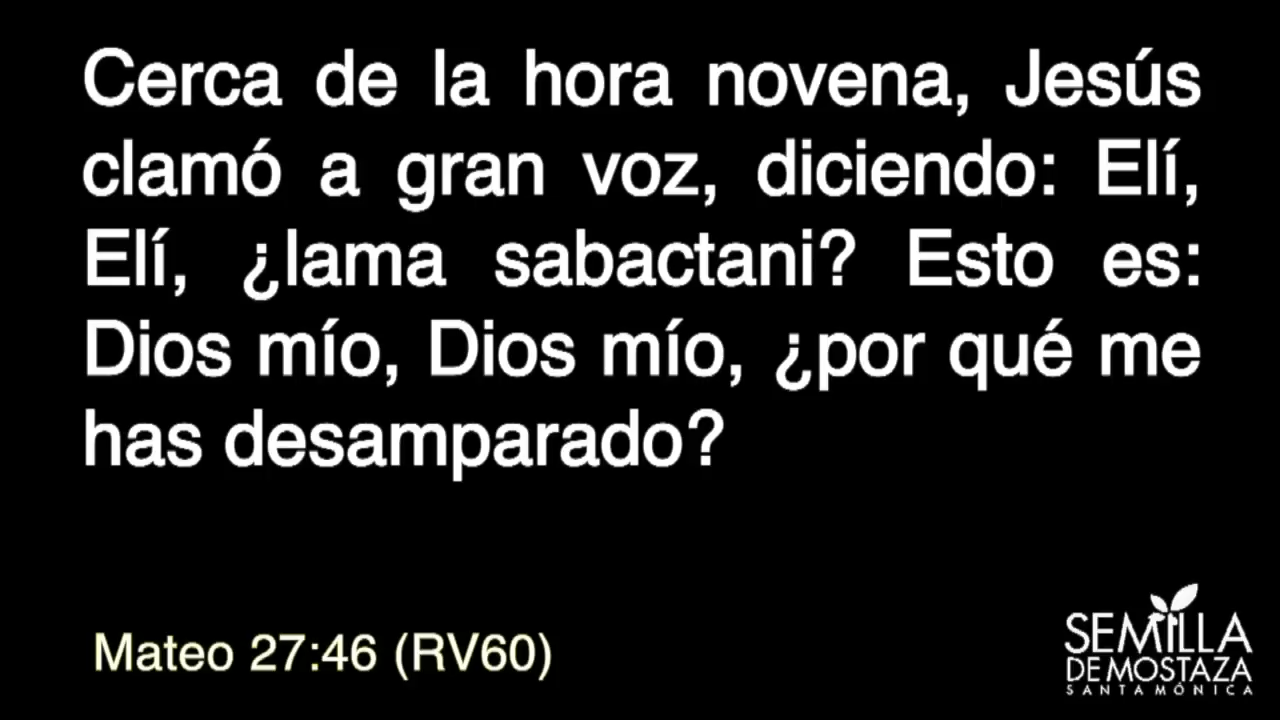 Cerca de la hora novena, Jesús
clamó a gran voz, diciendo: Elí,
Elí, ¿lama sabactani? Esto es:
Dios mío, Dios mío, ¿por qué me
has desamparado?
Mateo 27:46 (RV60)
SEMILLA
DE MOSTAZA
SANTA MÓNICA